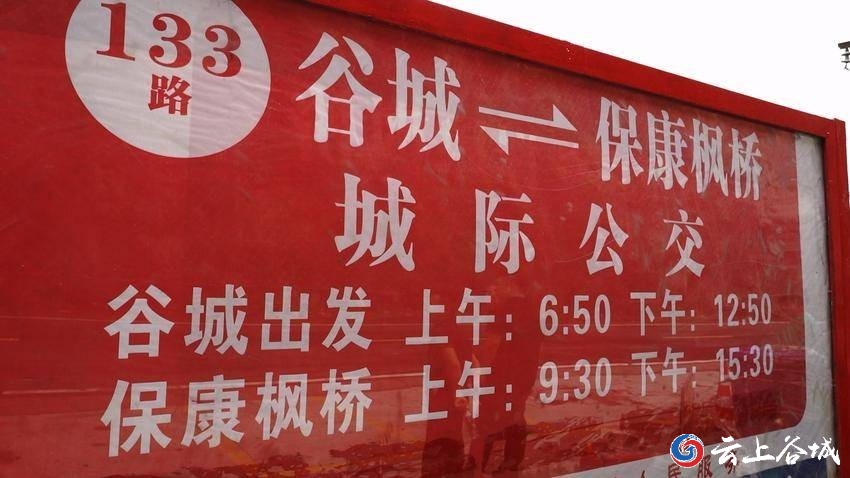 133
路
谷城⇌保康枫桥
城际公交
谷城出发 上午：6:50 下午：12:50
保康枫桥 上午：9:30 下午：15:30
云上谷城